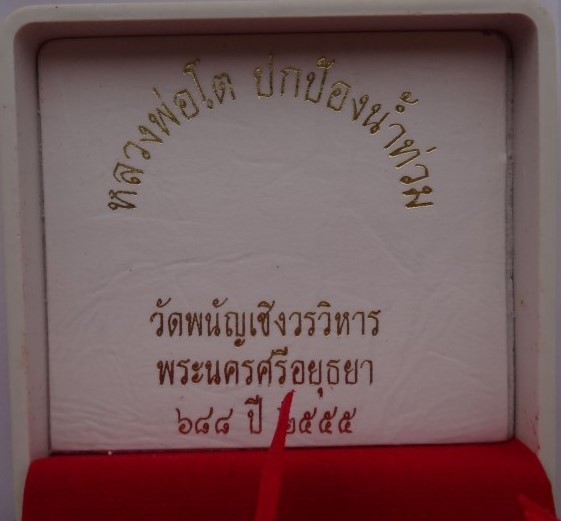 หลวงพ่อโต ปกป้องน้ำท่วม
วัดพนัญเชิงวรวิหาร
พระนครศรีอยุธยา
๖๘๘ ปี ๒๕๕๕